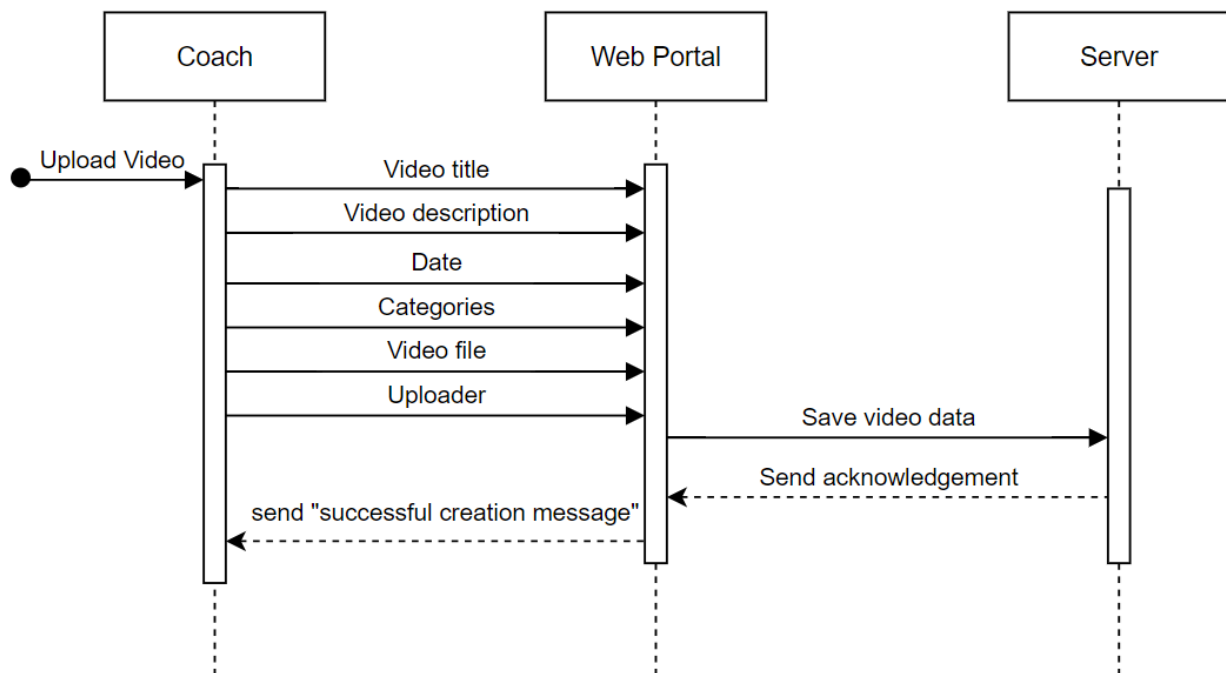 Coach
Web Portal
Server
Upload Video
Video title
Video description
Date
Categories
Video file
Uploader
Save video data
Send acknowledgement
send "successful creation message"